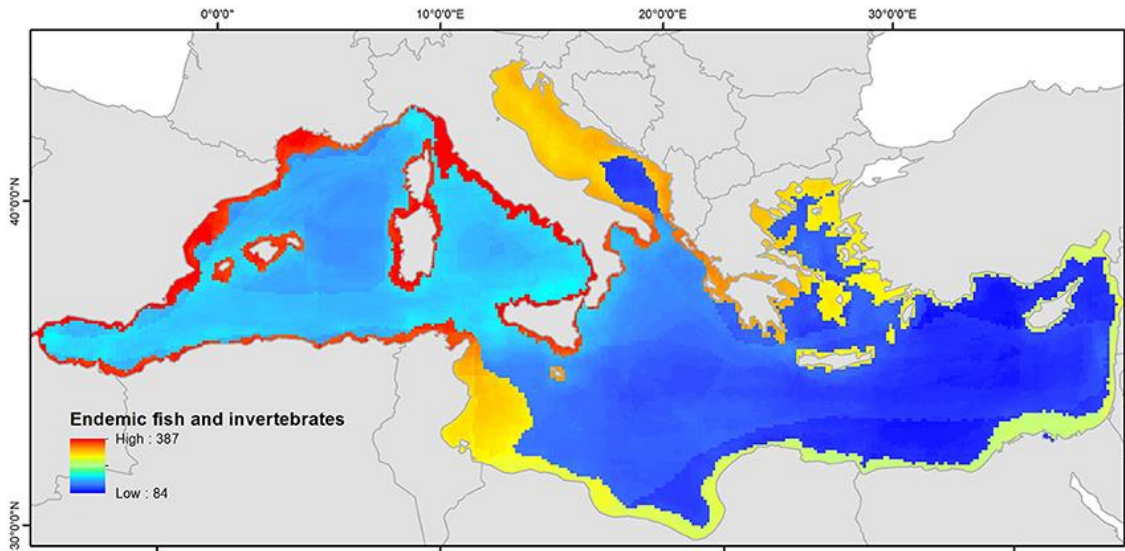 0°0'0"E 10°0'0"E 20°0'0"E 30°0'0"E
40°0'0"N
Endemic fish and invertebrates
High : 387
Low : 84
30°0'0"N